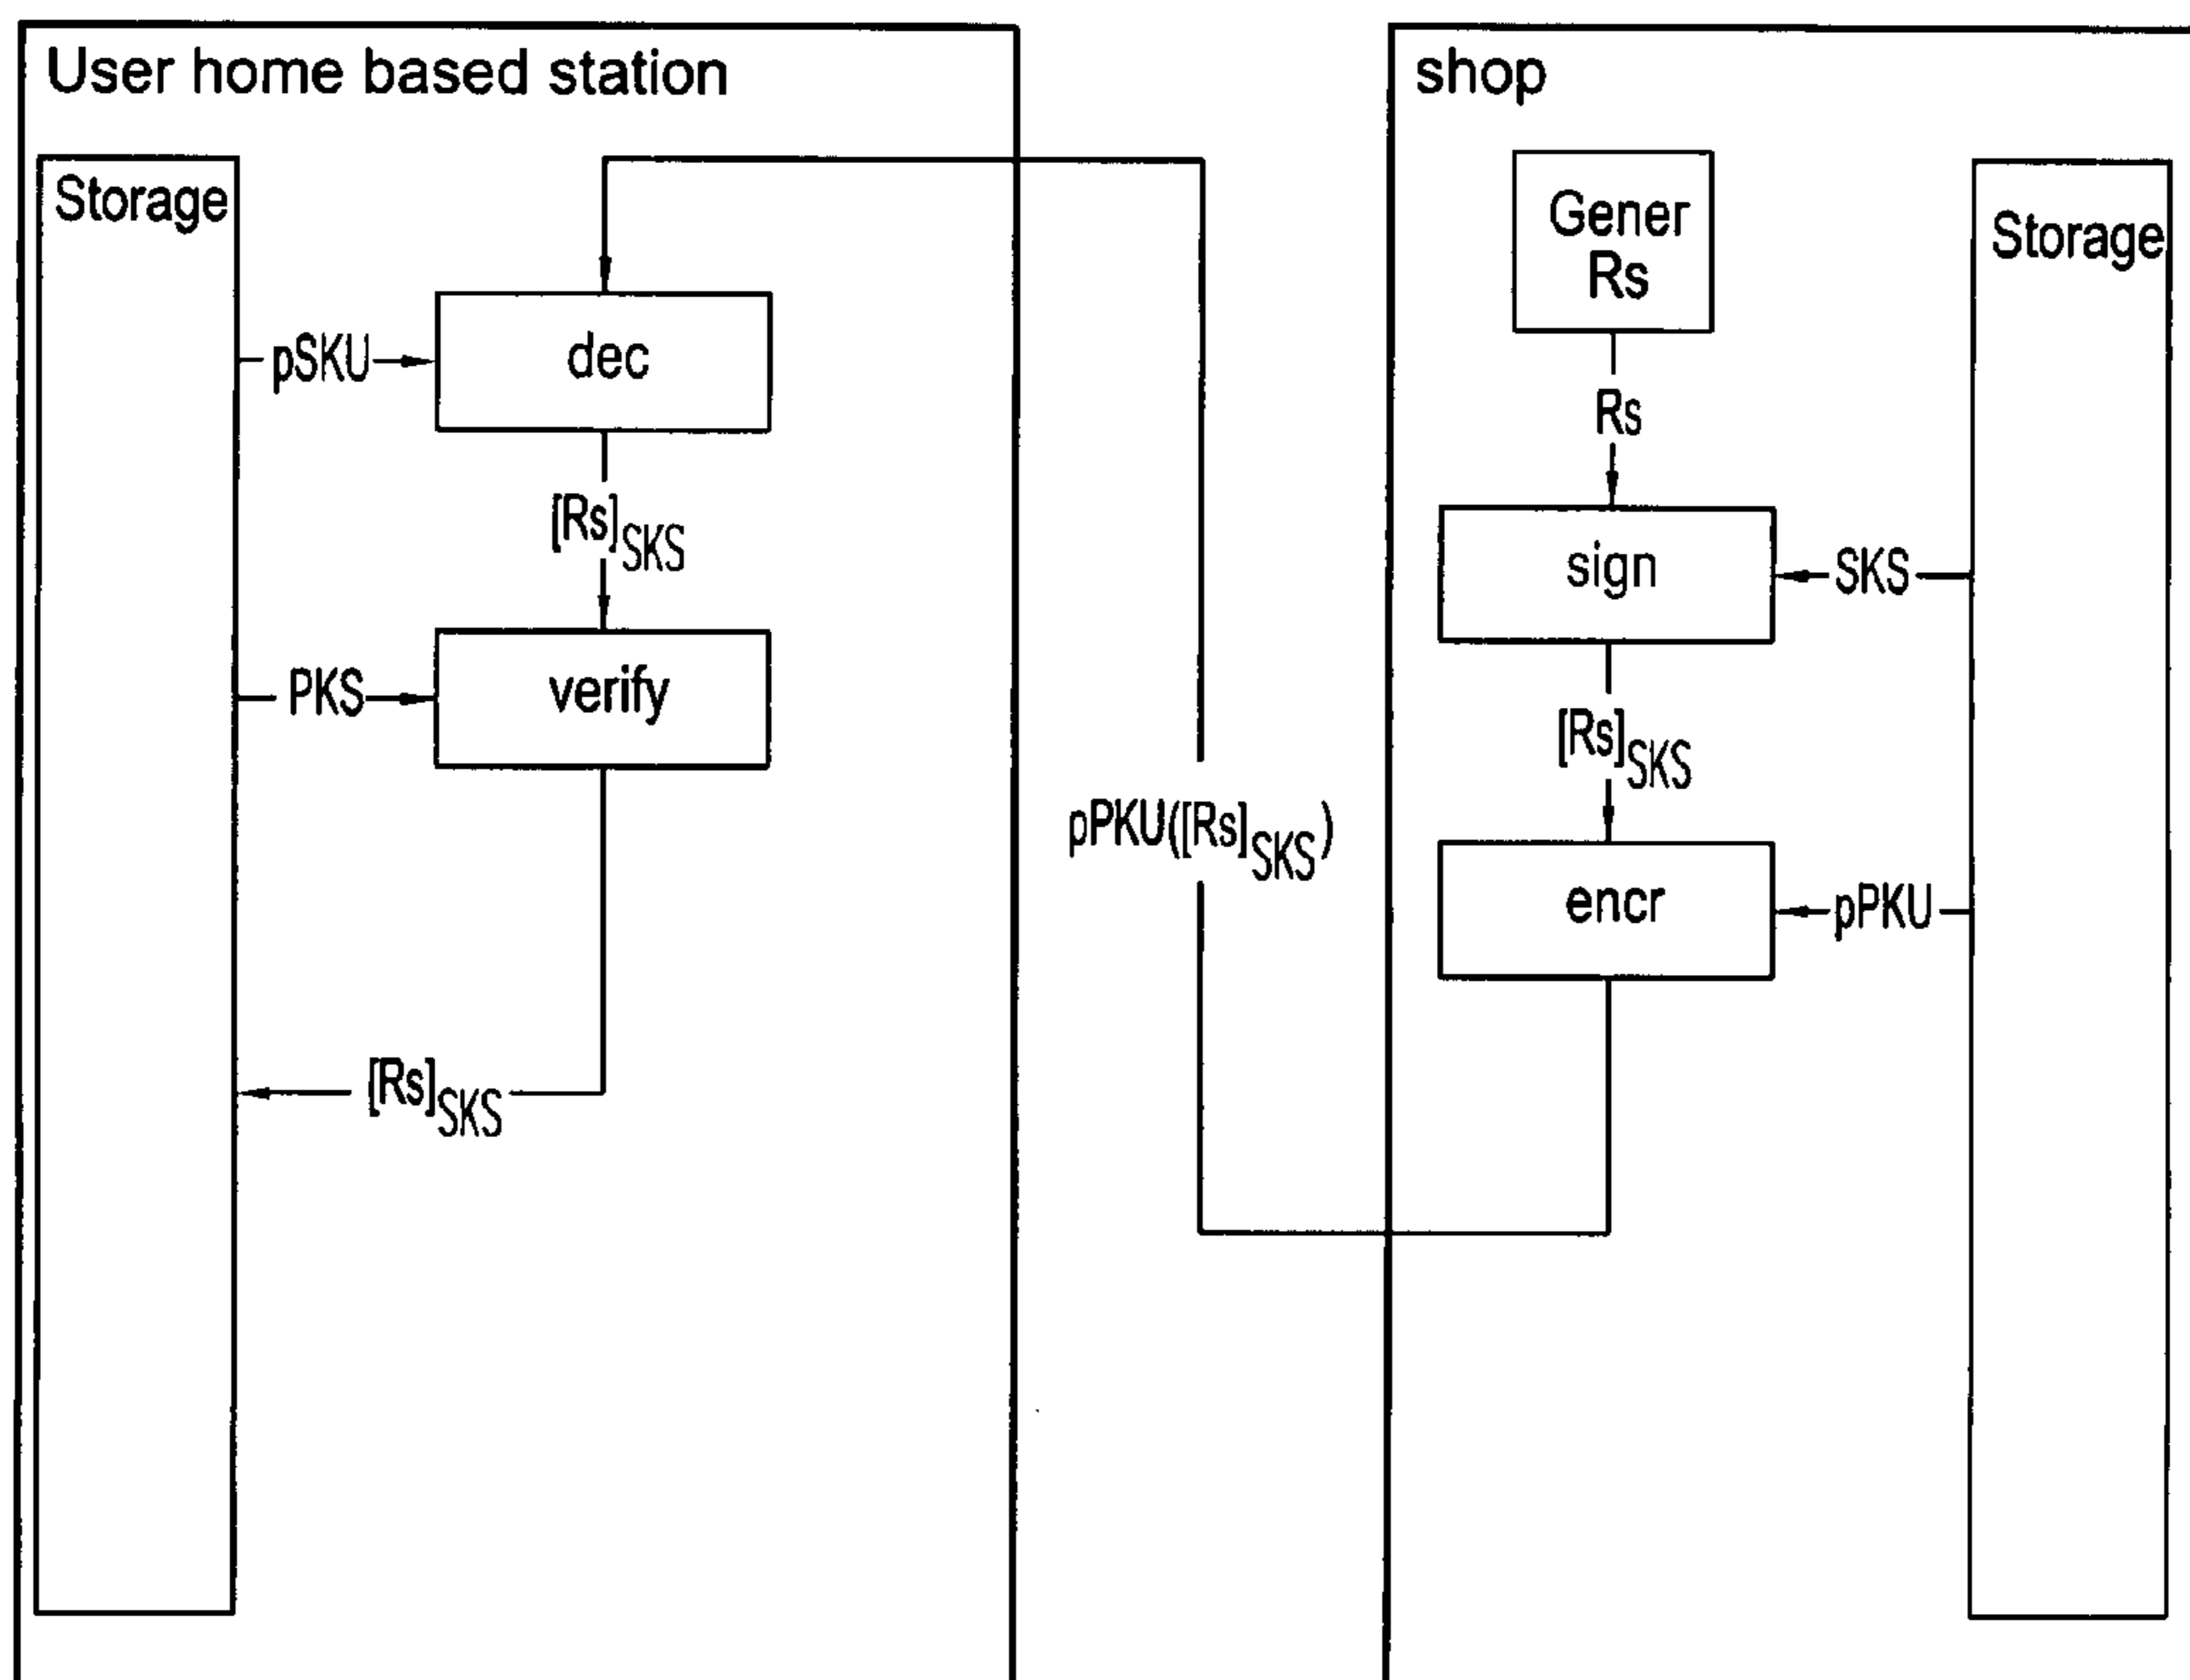 User home based station
Storage
pSKU
dec
[Rs]SKS
PKS
verify
[Rs]SKS
pPKU([Rs]SKS)
shop
Gener
Rs
Storage
Rs
sign
SKS
[Rs]SKS
encr
pPKU